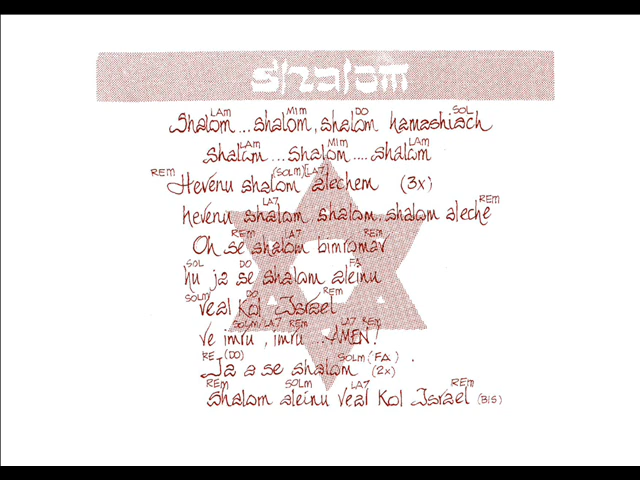 shalom
LAm MIm DO SOL
Shalom... shalom, shalom hamashiach
LAm MIm LAm
shalom ... shalom .... shalom
REM (SOLm) LA7
Hevenu shalom alechem (3x)
LA7 REM
hevenu shalom shalom, shalom aleche
REM LA7 REM
Oh se shalom bimromav
SOL DO FA
hu ja se shalom aleinu
SOLM DO REM
veal Kol Israel
SOLM/LA7 REM LA7 REM
ve imru, imru ... AMEN!
RE (DO) SOLM (FA)
Ja a se shalom (2x)
REM SOLM LA7 REM
shalom aleinu veal Kol Israel (BIS)